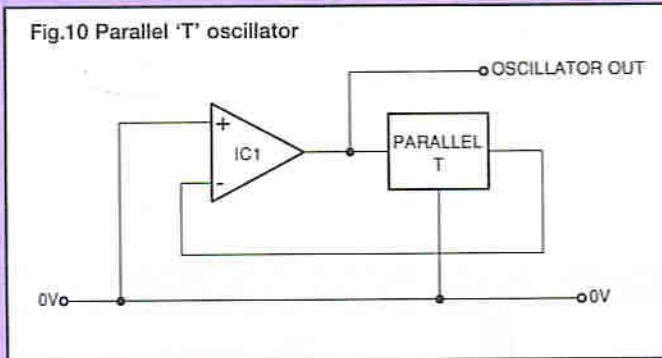 Fig.10 Parallel 'T' oscillator
OSCILLATOR OUT
+
IC1
-
PARALLEL
T
0V
0V